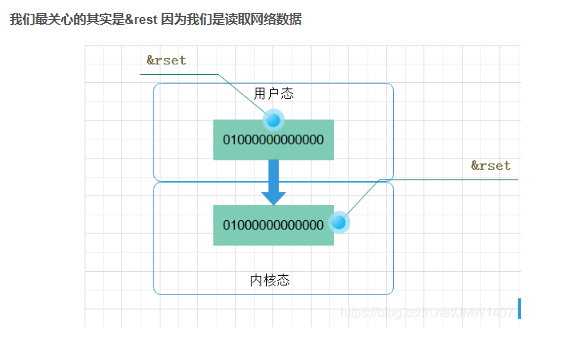 我们最关心的其实是&rest 因为我们是读取网络数据
&rset
用户态
01000000000000
&rset
01000000000000
内核态
https://blog.csdn.net/JMW1407